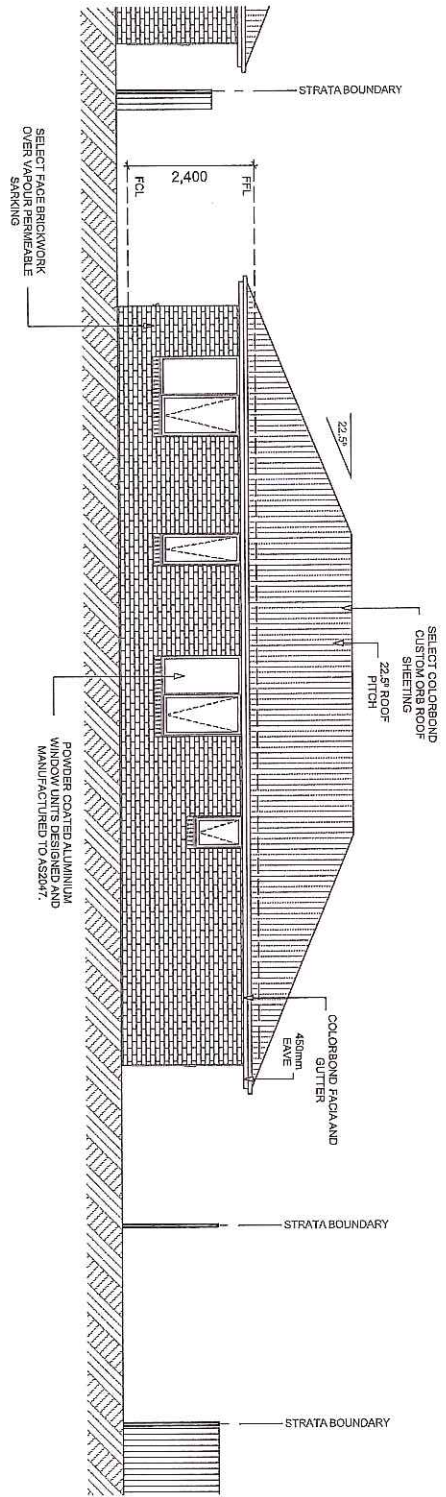 STRATA BOUNDARY
SELECT FACE BRICKWORK
OVER VAPOUR PERMEABLE
SARKING
2,400
FCL
FFL
22.5°
SELECT COLORBOND
CUSTOM ORB ROOF
SHEETING
22.5° ROOF
PITCH
POWDER COATED ALUMINIUM
WINDOW UNITS DESIGNED AND
MANUFACTURED TO AS2047.
COLORBOND FACIA AND
GUTTER
450mm
EAVE
STRATA BOUNDARY
STRATA BOUNDARY